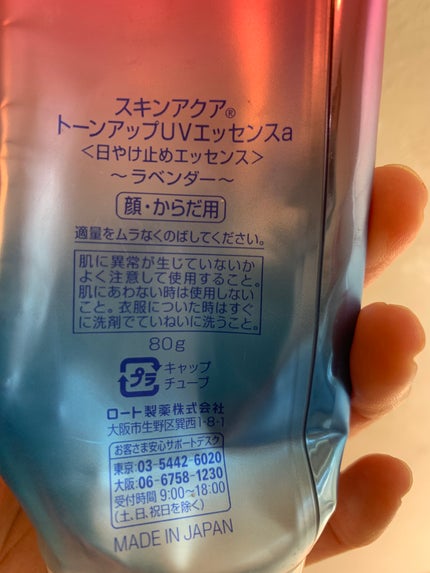 スキンアクア®
トーンアップUVエッセンスa
＜日やけ止めエッセンス＞
～ラベンダー～
顔・からだ用
適量をムラなくのばしてください。
肌に異常が生じていないか
よく注意して使用すること。
肌にあわない時は使用しない
こと。衣服についた時はすぐ
に洗剤でていねいに洗うこと。
80g
プラ
キャップ
チューブ
ロート製薬株式会社
大阪市生野区巽西1-8-1
お客さま安心サポートデスク
東京:03-5442-6020
大阪:06-6758-1230
受付時間 9:00~18:00
(土、日、祝日を除く)
MADE IN JAPAN